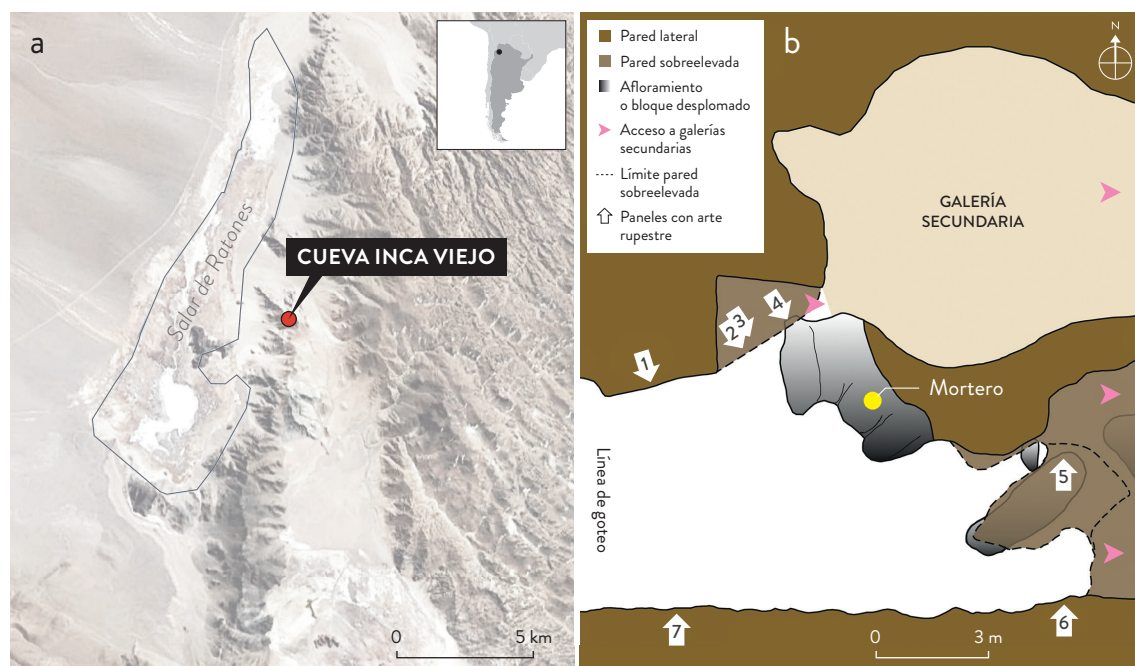 a
Salar de Ratones
CUEVA INCA VIEJO
0
5 km
b
Pared lateral
Pared sobreelevada
Afloramiento
o bloque desplomado
Acceso a galerías
secundarias
Límite pared
sobreelevada
Paneles con arte
rupestre
N
GALERÍA
SECUNDARIA
1
2
3
4
Mortero
Línea de goteo
5
6
7
0
3 m